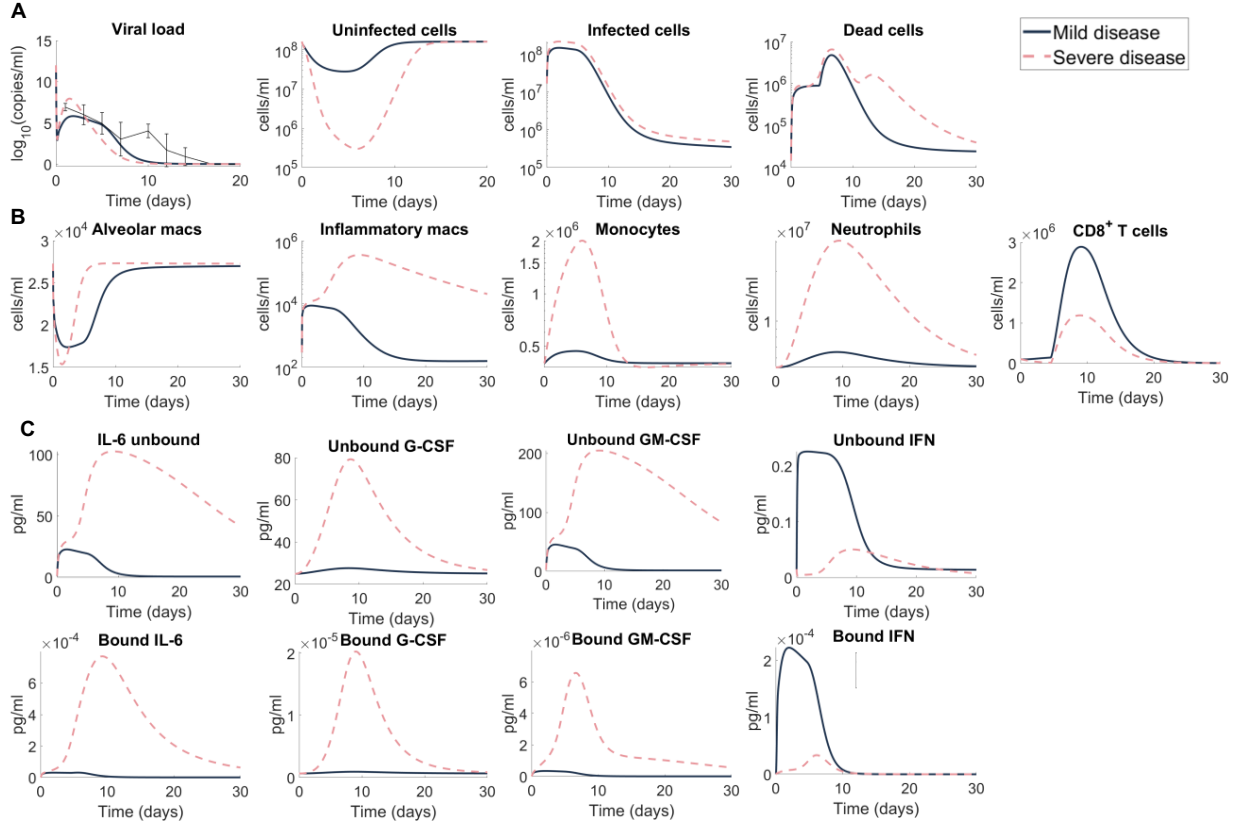 A
Viral load
Uninfected cells
Infected cells
Dead cells
Mild disease
Severe disease
log10(copies/ml)
15
10
5
0
0 10 20
Time (days)
cells/ml
10^8
10^7
10^6
10^5
0 10 20
Time (days)
cells/ml
10^8
10^7
10^6
10^5
0 10 20 30
Time (days)
cells/ml
10^7
10^6
10^5
10^4
0 10 20 30
Time (days)
B
Alveolar macs
Inflammatory macs
Monocytes
Neutrophils
CD8+ T cells
×10^4
cells/ml
3
2.5
2
1.5
0 10 20 30
Time (days)
cells/ml
10^6
10^4
10^2
0 10 20 30
Time (days)
×10^6
cells/ml
2
1
0.5
0 10 20 30
Time (days)
×10^7
cells/ml
1
0 10 20 30
Time (days)
×10^6
cells/ml
3
2
1
0
0 10 20 30
Time (days)
C
IL-6 unbound
Unbound G-CSF
Unbound GM-CSF
Unbound IFN
pg/ml
100
50
0
0 10 20 30
Time (days)
pg/ml
80
60
40
20
0 10 20 30
Time (days)
pg/ml
200
100
0
0 10 20 30
Time (days)
pg/ml
0.2
0.1
0
0 10 20 30
Time (days)
Bound IL-6
Bound G-CSF
Bound GM-CSF
Bound IFN
×10^-4
pg/ml
6
4
2
0
0 10 20 30
Time (days)
×10^-5
pg/ml
2
1
0
0 10 20 30
Time (days)
×10^-6
pg/ml
6
4
2
0
0 10 20 30
Time (days)
×10^-4
pg/ml
2
1
0
0 10 20 30
Time (days)